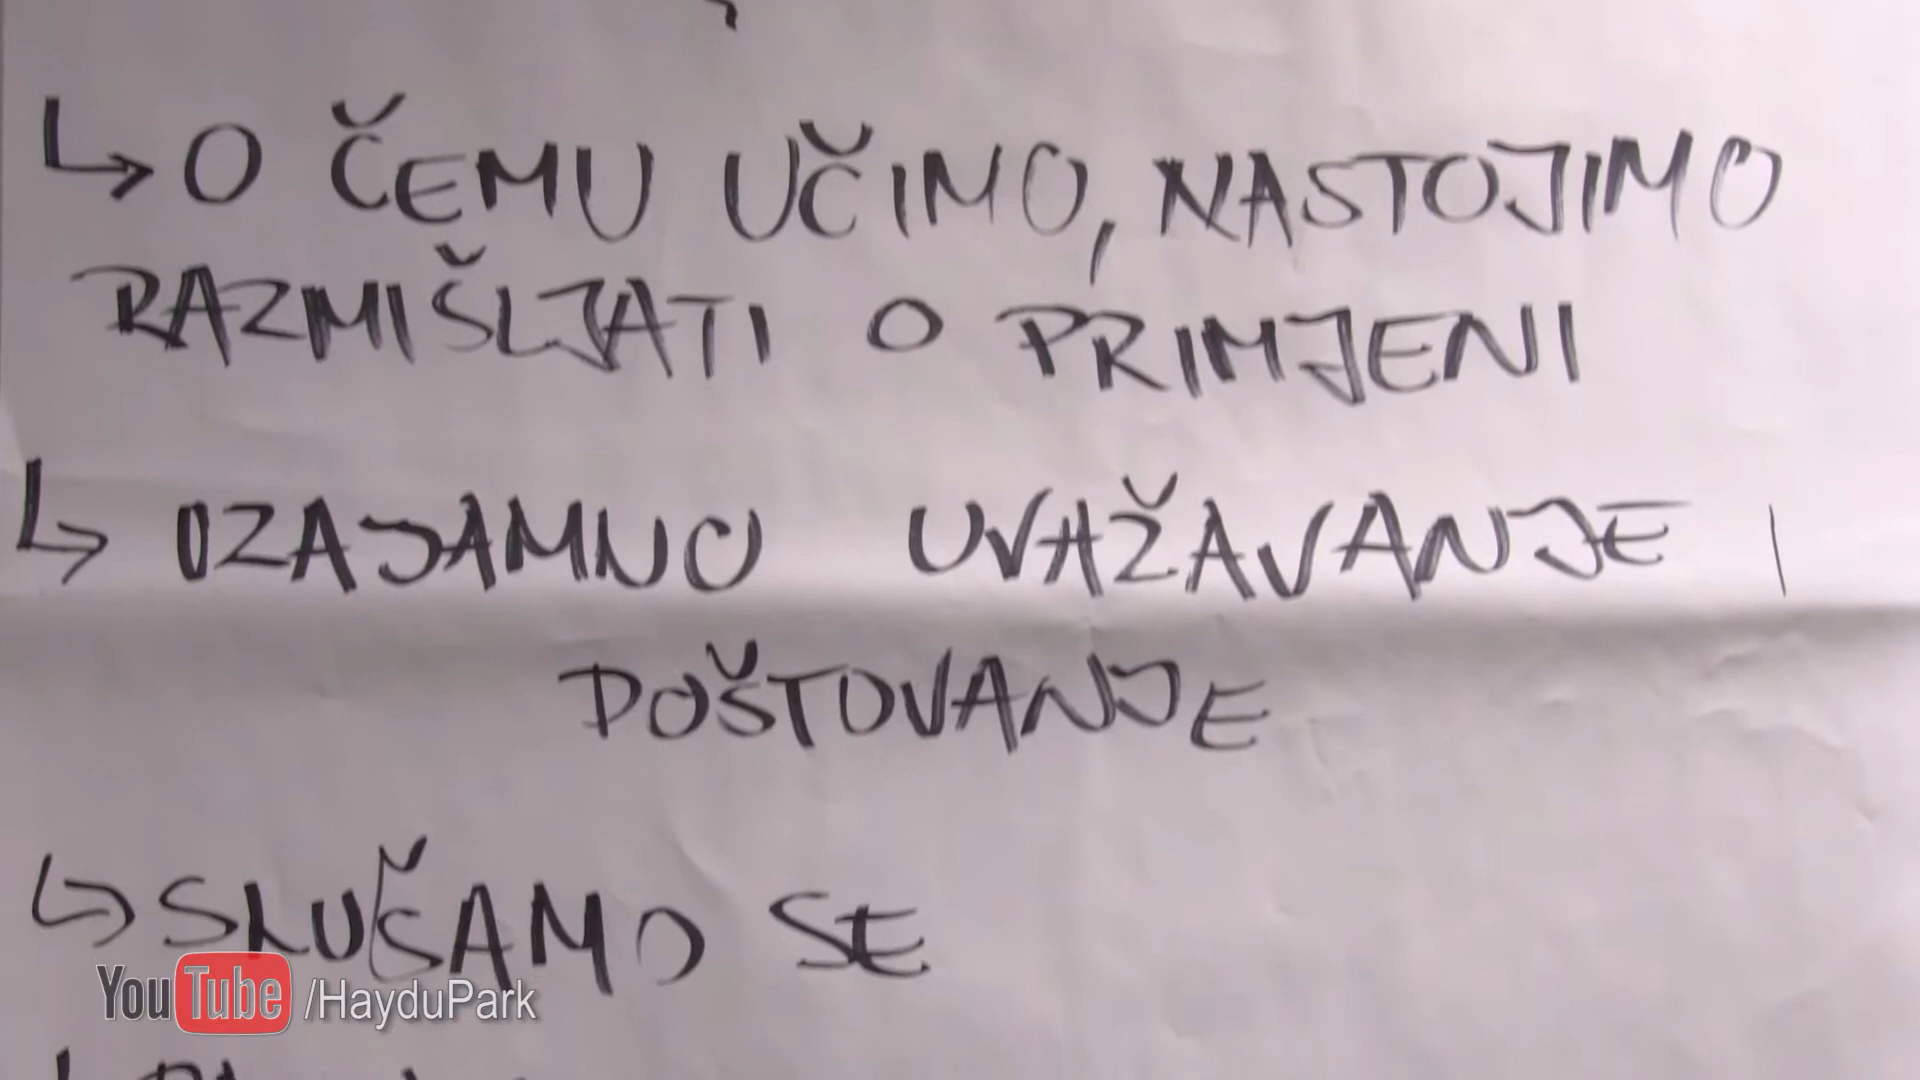 ↳ O ČEMU UČIMO, NASTOJIMO
RAZMIŠLJATI O PRIMJENI
↳ UZAJAMNO UVAŽAVANJE I
POŠTOVANJE
↳ SLUŠAMO SE
YouTube /HayduPark